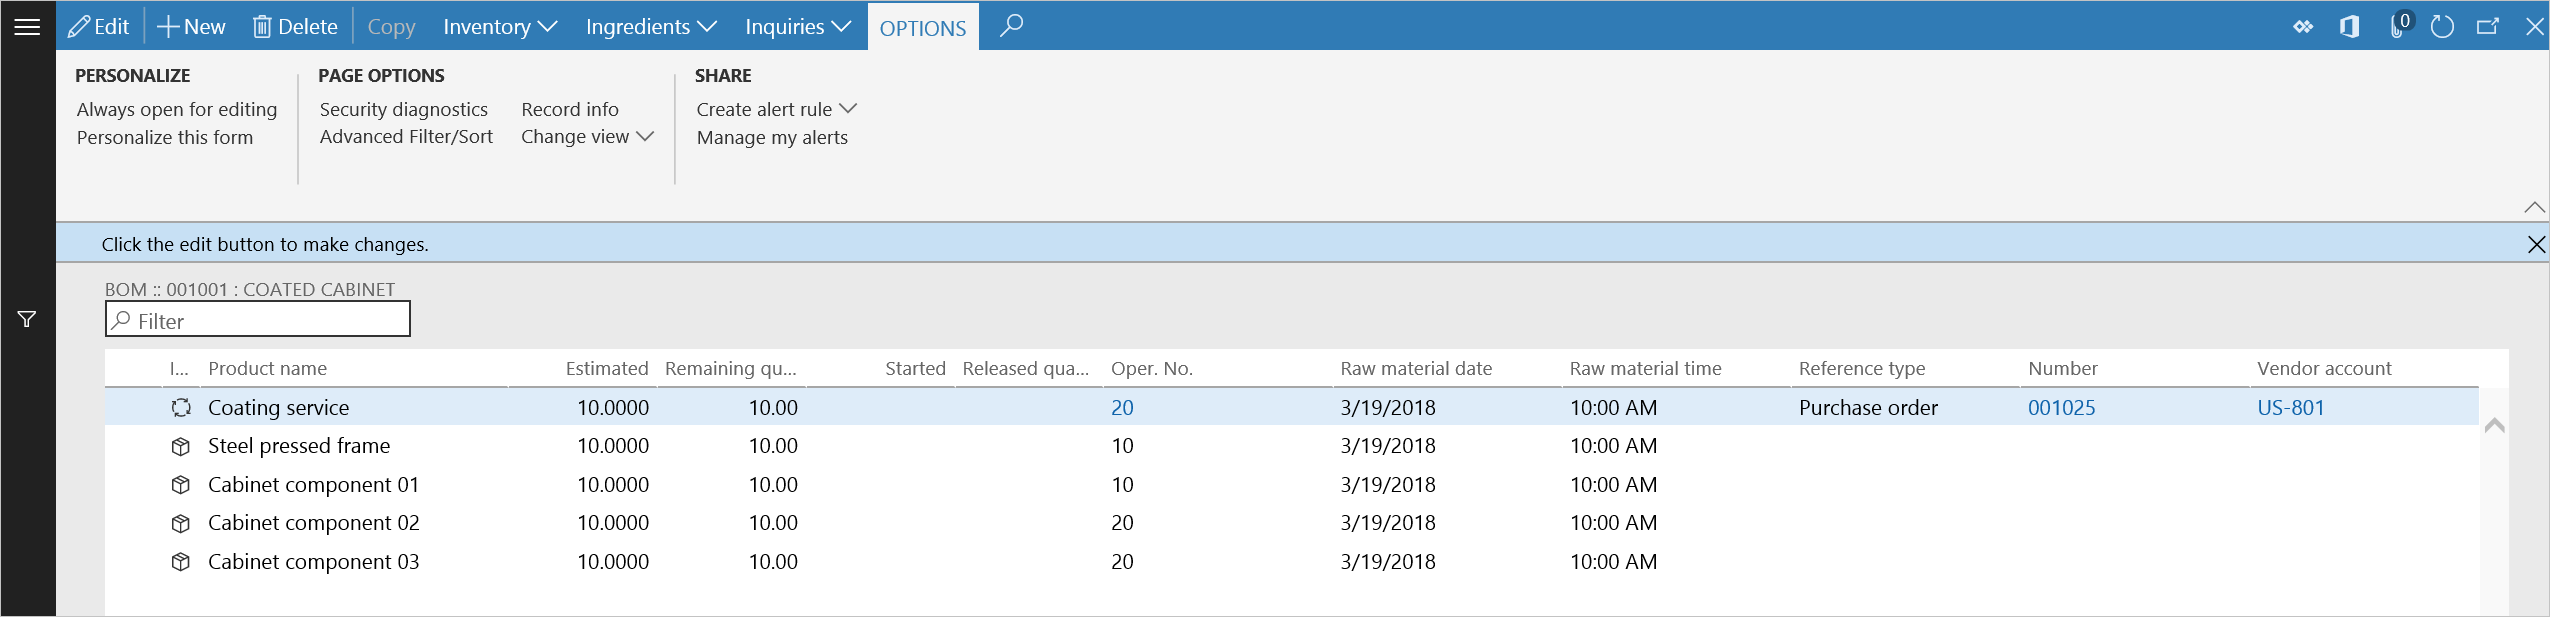 Edit New Delete Copy Inventory Ingredients Inquiries OPTIONS 0
PERSONALIZE PAGE OPTIONS SHARE
Always open for editing Security diagnostics Record info Create alert rule
Personalize this form Advanced Filter/Sort Change view Manage my alerts
Click the edit button to make changes.
BOM :: 001001 : COATED CABINET
Filter
I... Product name Estimated Remaining qu... Started Released qua... Oper. No. Raw material date Raw material time Reference type Number Vendor account
Coating service 10.0000 10.00 20 3/19/2018 10:00 AM Purchase order 001025 US-801
Steel pressed frame 10.0000 10.00 10 3/19/2018 10:00 AM
Cabinet component 01 10.0000 10.00 10 3/19/2018 10:00 AM
Cabinet component 02 10.0000 10.00 20 3/19/2018 10:00 AM
Cabinet component 03 10.0000 10.00 20 3/19/2018 10:00 AM